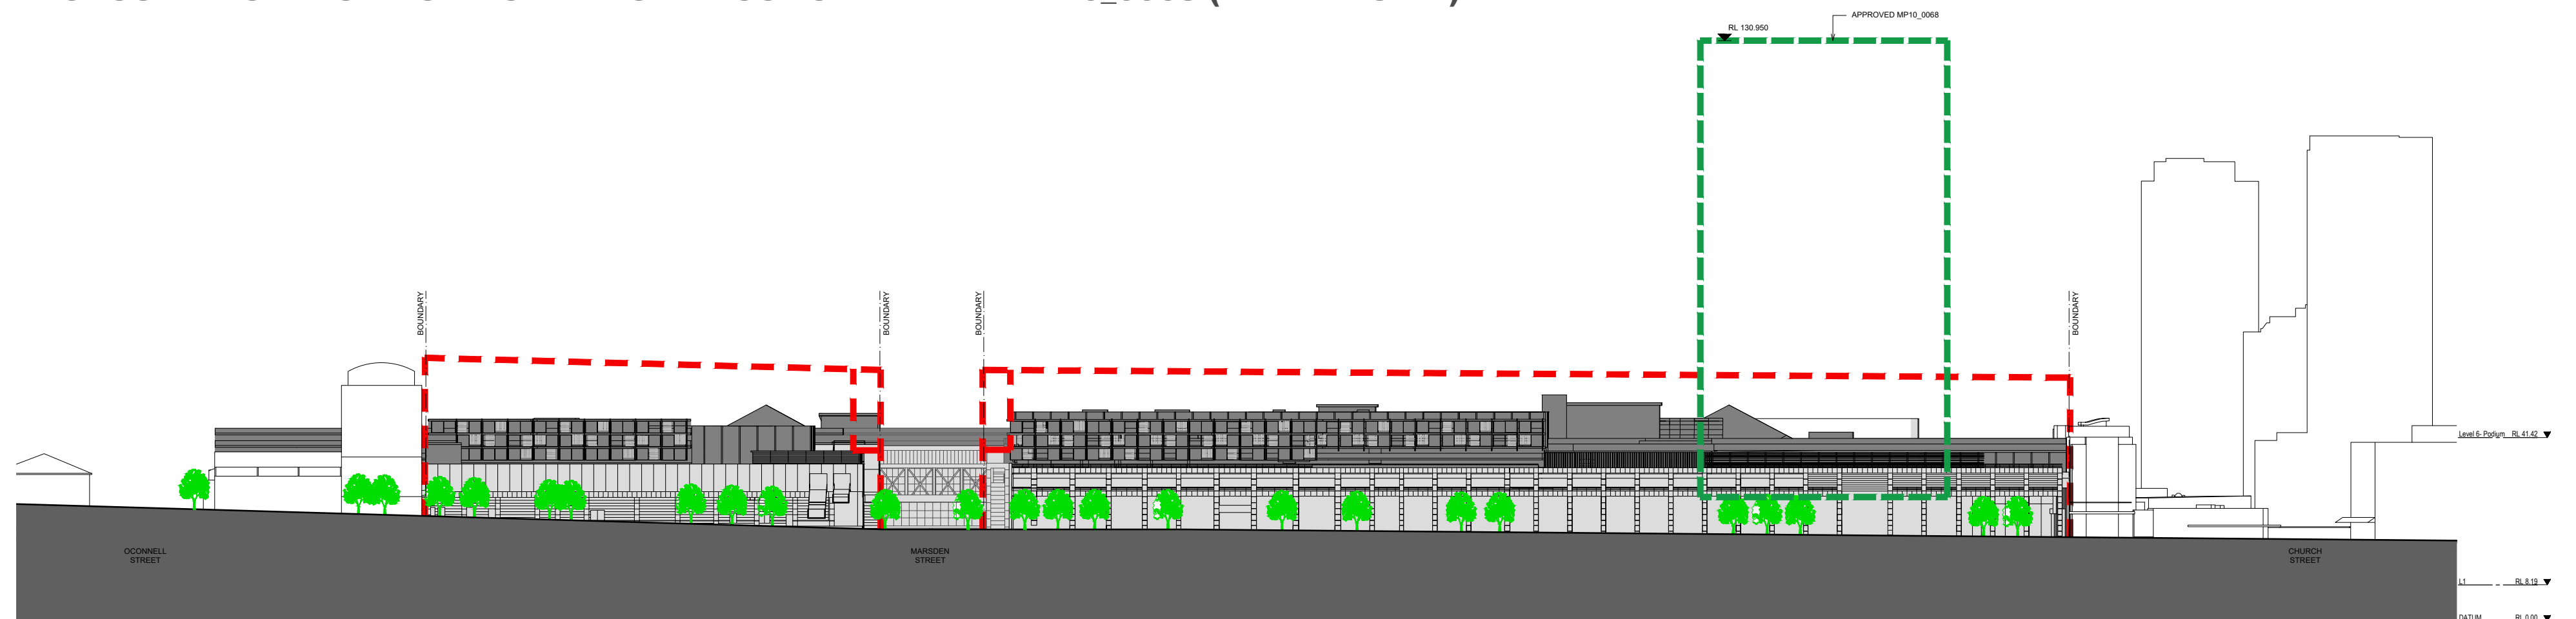 APPROVED MP10_0068
RL 130.950
BOUNDARY
BOUNDARY
BOUNDARY
BOUNDARY
Level 6- Podium RL 41.42
OCONNELL
STREET
MARSDEN
STREET
CHURCH
STREET
L1 RL 8.19
DATUM RL 0.00